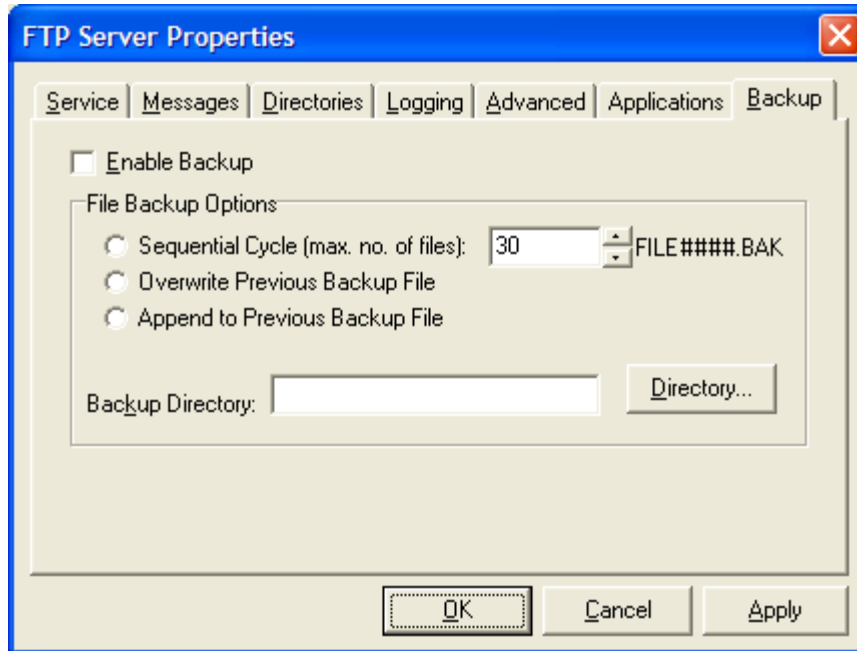 FTP Server Properties
Service Messages Directories Logging Advanced Applications Backup
Enable Backup
File Backup Options
Sequential Cycle (max. no. of files): 30 FILE####.BAK
Overwrite Previous Backup File
Append to Previous Backup File
Backup Directory: Directory...
OK Cancel Apply